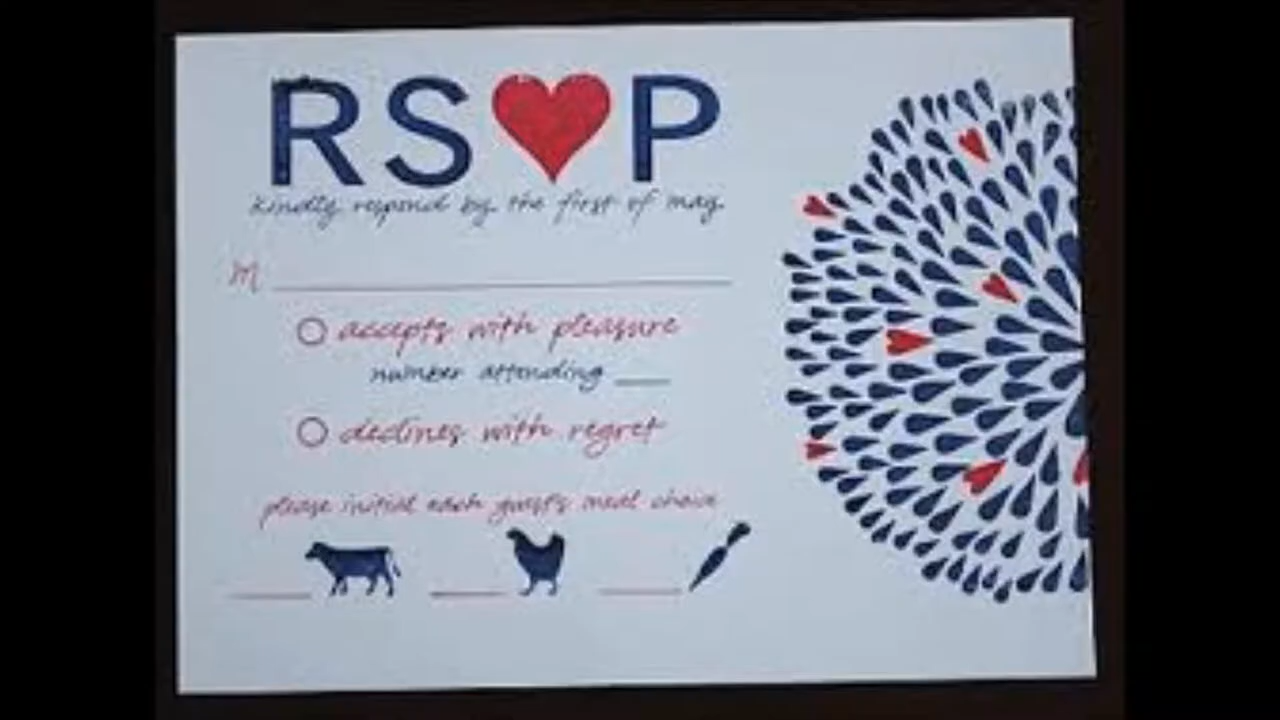 RS♥P
kindly respond by the first of may
M
accepts with pleasure
number attending
declines with regret
please initial each guest's meal choice